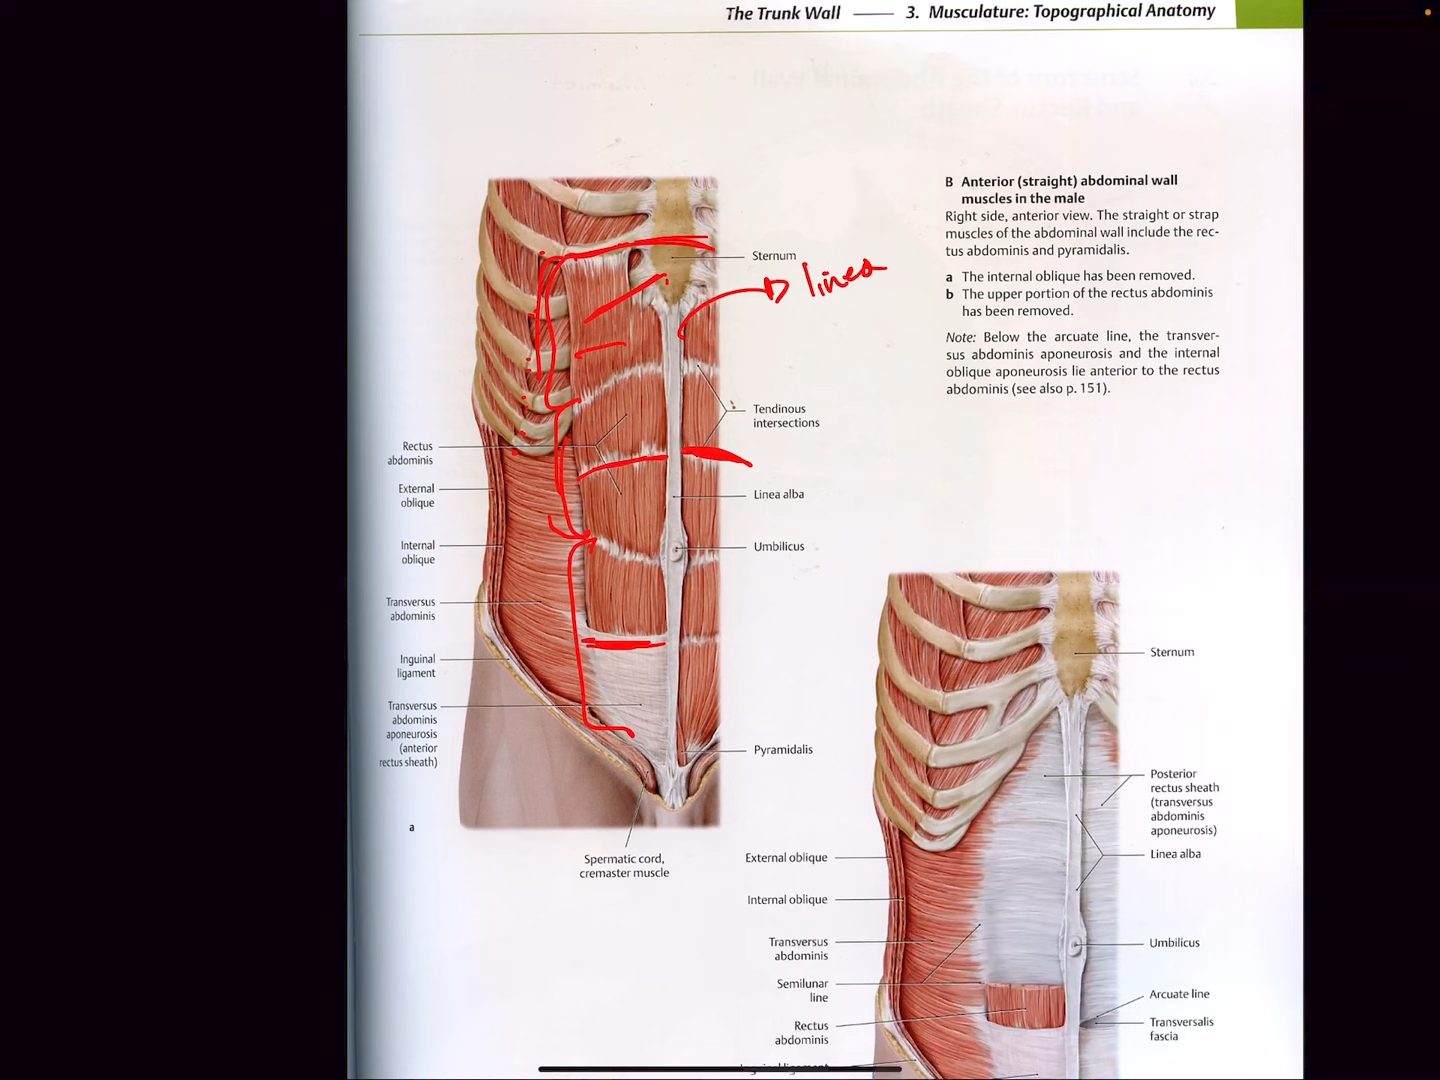 The Trunk Wall —— 3. Musculature: Topographical Anatomy
B Anterior (straight) abdominal wall
muscles in the male
Right side, anterior view. The straight or strap
muscles of the abdominal wall include the rec-
tus abdominis and pyramidalis.
a The internal oblique has been removed.
b The upper portion of the rectus abdominis
has been removed.
Note: Below the arcuate line, the transver-
sus abdominis aponeurosis and the internal
oblique aponeurosis lie anterior to the rectus
abdominis (see also p. 151).
Sternum
linea
Tendinous
intersections
Linea alba
Umbilicus
Pyramidalis
Rectus
abdominis
External
oblique
Internal
oblique
Transversus
abdominis
Inguinal
ligament
Transversus
abdominis
aponeurosis
(anterior
rectus sheath)
a
Spermatic cord,
cremaster muscle
Sternum
Posterior
rectus sheath
(transversus
abdominis
aponeurosis)
Linea alba
Umbilicus
Arcuate line
Transversalis
fascia
External oblique
Internal oblique
Transversus
abdominis
Semilunar
line
Rectus
abdominis